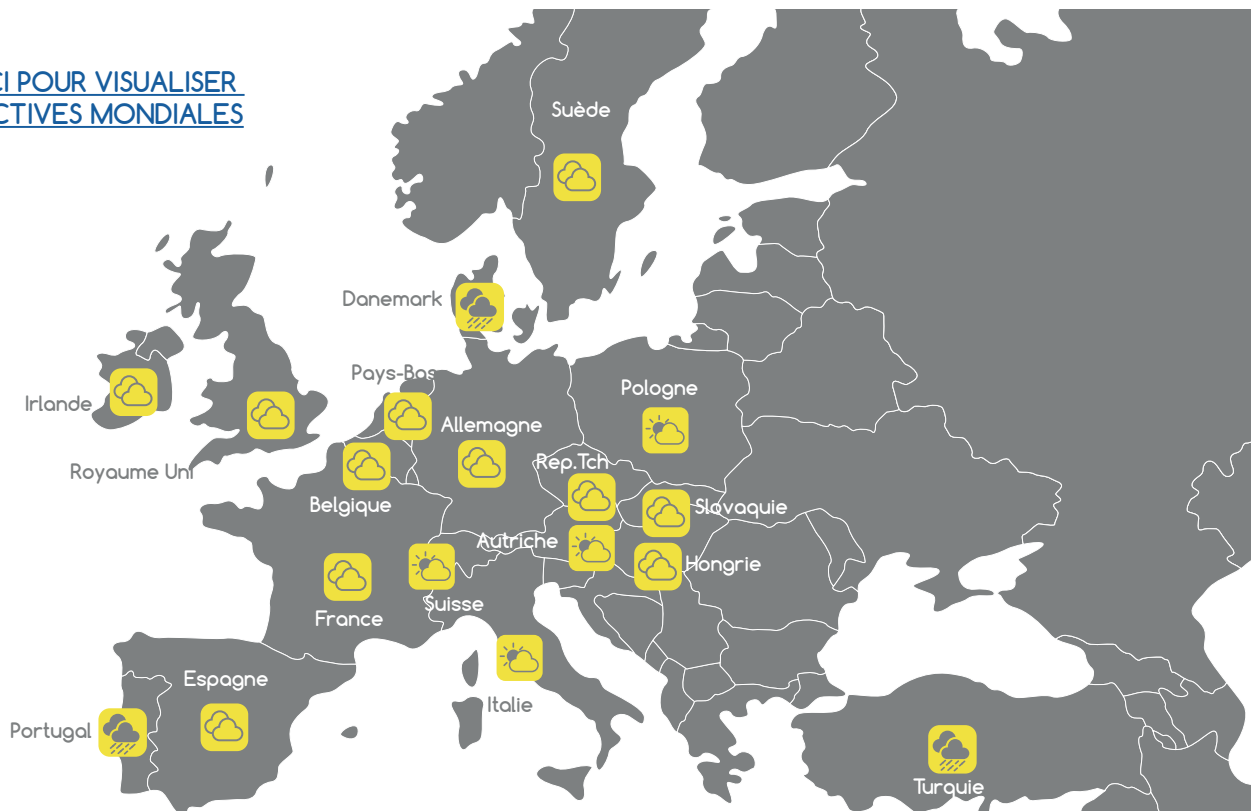 CI POUR VISUALISER
CTIVES MONDIALES
Suède
Danemark
Pays-Bas
Pologne
Irlande
Allemagne
Rep.Tch
Royaume Uni
Belgique
Slovaquie
Autriche
Hongrie
Suisse
France
Espagne
Italie
Portugal
Turquie